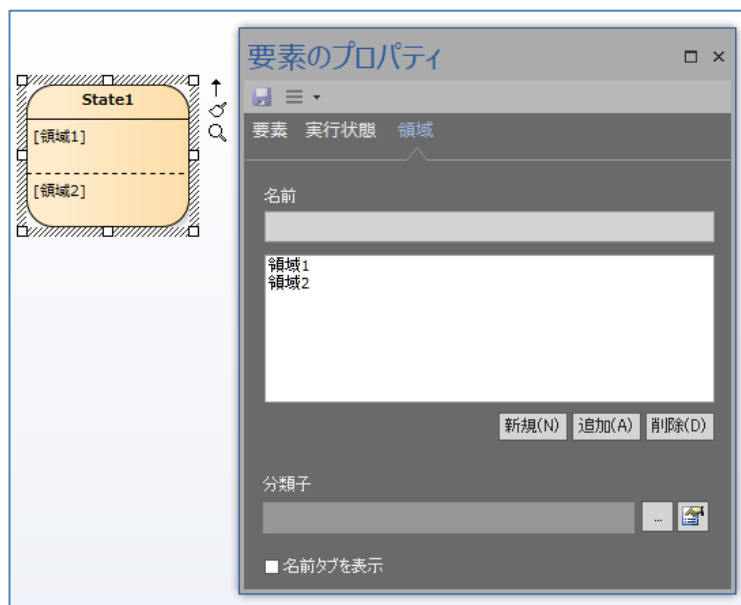 State1
[領域1]
[領域2]
要素のプロパティ
要素 実行状態 領域
名前
領域1
領域2
新規(N) 追加(A) 削除(D)
分類子
...
名前タブを表示